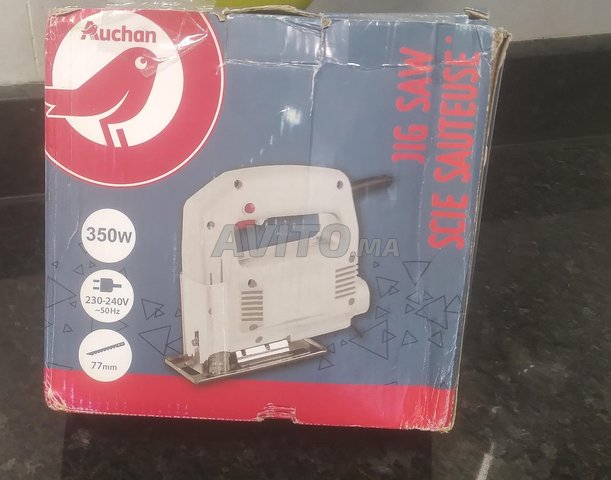 Auchan
JIG SAW
SCIE SAUTEUSE**
350W
230-240V
~50Hz
77mm
AVITO.MA